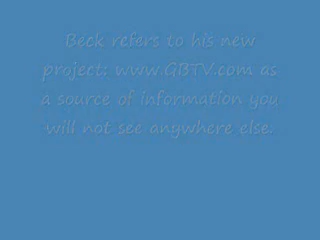 Beck refers to his new
project: www.GBTV.com as
a source of information you
will not see anywhere else.